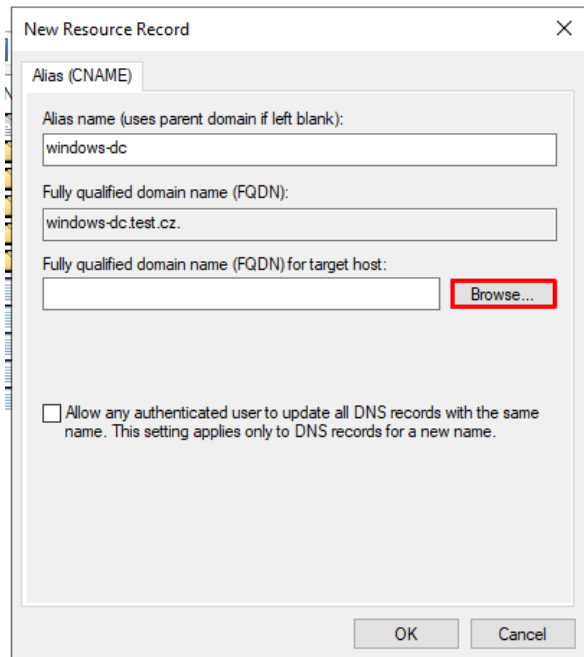 New Resource Record
Alias (CNAME)
Alias name (uses parent domain if left blank):
windows-dc
Fully qualified domain name (FQDN):
windows-dc.test.cz.
Fully qualified domain name (FQDN) for target host:
Browse...
Allow any authenticated user to update all DNS records with the same
name. This setting applies only to DNS records for a new name.
OK
Cancel